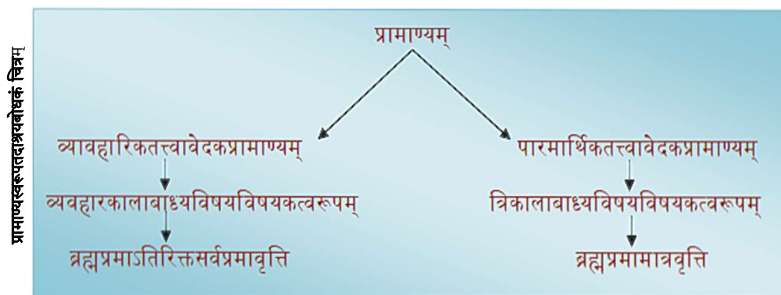 प्रामाण्यस्वरूपतदाश्रयबोधकं चित्रम्
प्रामाण्यम्
व्यावहारिकतत्त्वावेदकप्रामाण्यम्
पारमार्थिकतत्त्वावेदकप्रामाण्यम्
व्यवहारकालाबाध्यविषयविषयकत्वरूपम्
त्रिकालाबाध्यविषयविषयकत्वरूपम्
ब्रह्मप्रमाऽतिरिक्तसर्वप्रमावृत्ति
ब्रह्मप्रमामात्रवृत्ति